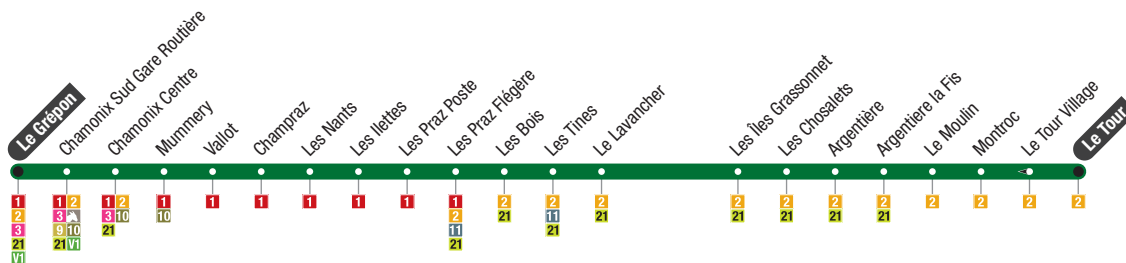 Le Grépon
Chamonix Sud Gare Routière
Chamonix Centre
Mummery
Vallot
Champraz
Les Nants
Les Ilettes
Les Praz Poste
Les Praz Flégère
Les Bois
Les Tines
Le Lavancher
Les Îles Grassonnet
Les Chosalets
Argentière
Argentiere la Fis
Le Moulin
Montroc
Le Tour Village
Le Tour
1 1 2 1 2 1 1 1 1 1 1 1 2 2 2 2 2 2 2 2 2 2 2
2 3 3 10 10 2 21 11 21 21 21 21 21
3 9 10 21 11 21
21 21 V1 21
V1